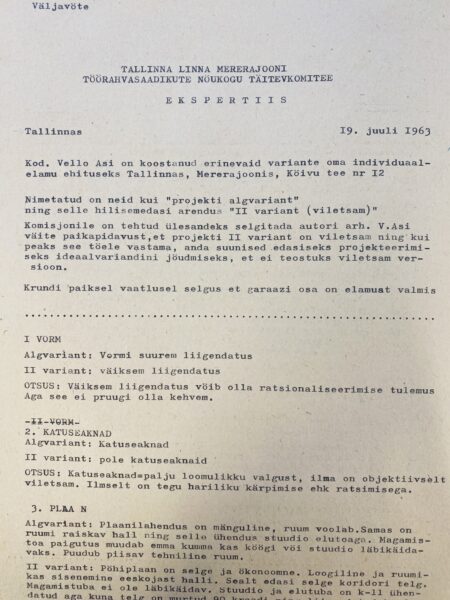 Väljavõte
TALLINNA LINNA MERERAJOONI
TÖÖRAHVASAADIKUTE NÕUKOGU TÄITEVKOMITEE
E K S P E R T I I S
Tallinnas 19. juuli 1963
Kod. Vello Asi on koostanud erinevaid variante oma individuaal-
elamu ehituseks Tallinnas, Mererajoonis, Kõivu tee nr I2
Nimetatud on neid kui "projekti algvariant"
ning selle hilisemedasi arendus "II variant (viletsam)"
Komisjonile on tehtud ülesandeks selgitada autori arh. V.Asi
väite paikapidavust,et projekti II variant on viletsam ning kui
peaks see tõele vastama, anda suunised edasiseks projekteerimi-
seks ideaalvariandini jõudmiseks, et ei teostuks viletsam ver-
sioon.
Krundi paiksel vaatlusel selgus et garaazi osa on elamust valmis
................................................................
I VORM
Algvariant: Vormi suurem liigendatus
II variant: väiksem liigendatus
OTSUS: Väiksem liigendatus võib olla ratsionaliseerimise tulemus
Aga see ei pruugi olla kehvem.
-II-VORM-
2. KATUSEAKNAD
Algvariant: Katuseaknad
II variant: pole katuseaknaid
OTSUS: Katuseaknad=palju loomulikku valgust, ilma on objektiivselt
viletsam. Ilmselt on tegu hariliku kärpimise ehk ratsimisega.
3. PLAAN
Algvariant: Plaanilahendus on mänguline, ruum voolab.Samas on
ruumi raiskav hall ning selle ühendus stuudio olutoaga. Magamis-
toa paigutus muudab emma kumma kas köögi või stuudio läbikäida-
vaks. Puudub piisav tehniline ruum.
II variant: Põhiplaan on selge ja ökonoomne. Loogiline ja ruumi-
kas sisenemine eeskojast halli. Sealt edasi selge koridori telg.
Magamistuba ei ole läbikäidav. Stuudio ja elutuba on k-ll ühen-
datud aga kuna telg on murtud 90 kraadi